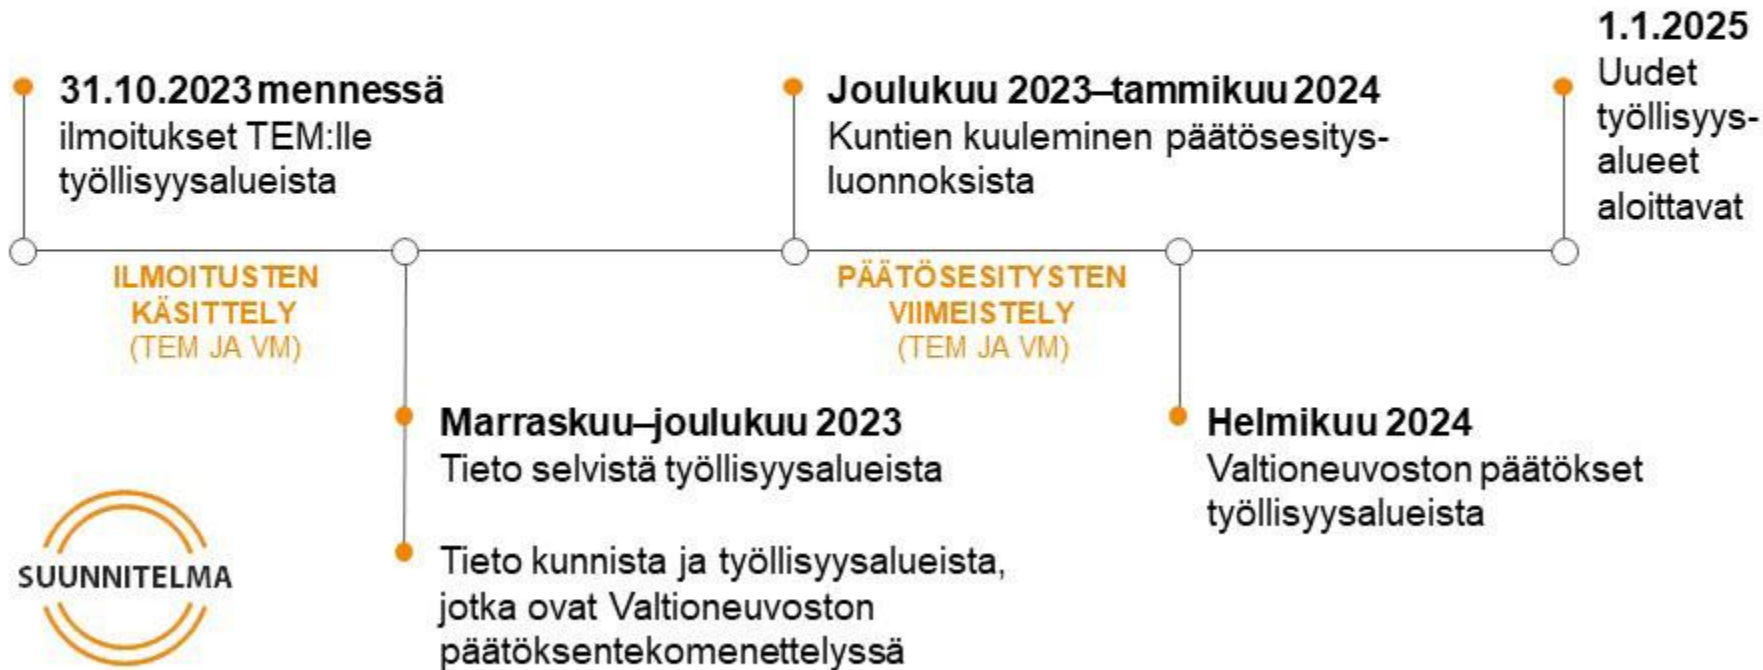 31.10.2023 mennessä
ilmoitukset TEM:lle
työllisyysalueista
ILMOITUSTEN
KÄSITTELY
(TEM JA VM)
Marraskuu–joulukuu 2023
Tieto selvistä työllisyysalueista
Tieto kunnista ja työllisyysalueista,
jotka ovat Valtioneuvoston
päätöksentekomenettelyssä
Joulukuu 2023–tammikuu 2024
Kuntien kuuleminen päätösesitys-
luonnoksista
PÄÄTÖSESITYSTEN
VIIMEISTELY
(TEM JA VM)
Helmikuu 2024
Valtioneuvoston päätökset
työllisyysalueista
1.1.2025
Uudet
työllisyys-
alueet
aloittavat
SUUNNITELMA